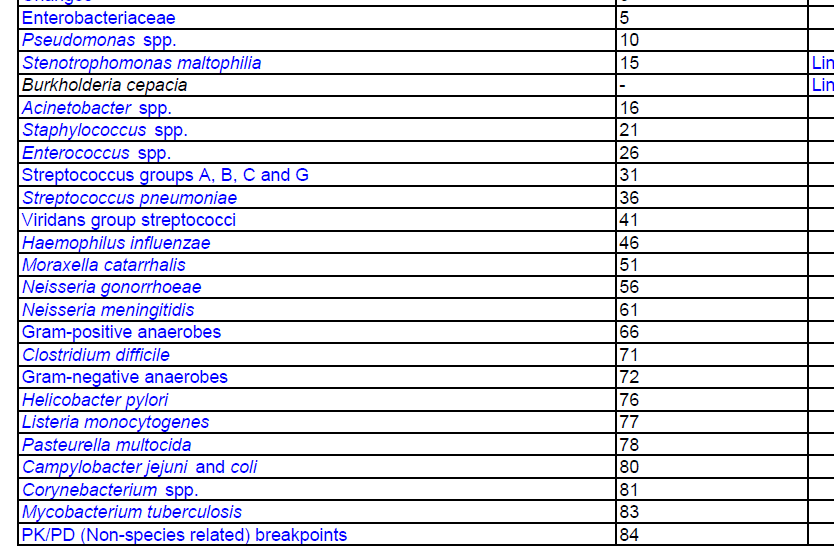 Enterobacteriaceae 5
Pseudomonas spp. 10
Stenotrophomonas maltophilia 15 Lin
Burkholderia cepacia - Lin
Acinetobacter spp. 16
Staphylococcus spp. 21
Enterococcus spp. 26
Streptococcus groups A, B, C and G 31
Streptococcus pneumoniae 36
Viridans group streptococci 41
Haemophilus influenzae 46
Moraxella catarrhalis 51
Neisseria gonorrhoeae 56
Neisseria meningitidis 61
Gram-positive anaerobes 66
Clostridium difficile 71
Gram-negative anaerobes 72
Helicobacter pylori 76
Listeria monocytogenes 77
Pasteurella multocida 78
Campylobacter jejuni and coli 80
Corynebacterium spp. 81
Mycobacterium tuberculosis 83
PK/PD (Non-species related) breakpoints 84